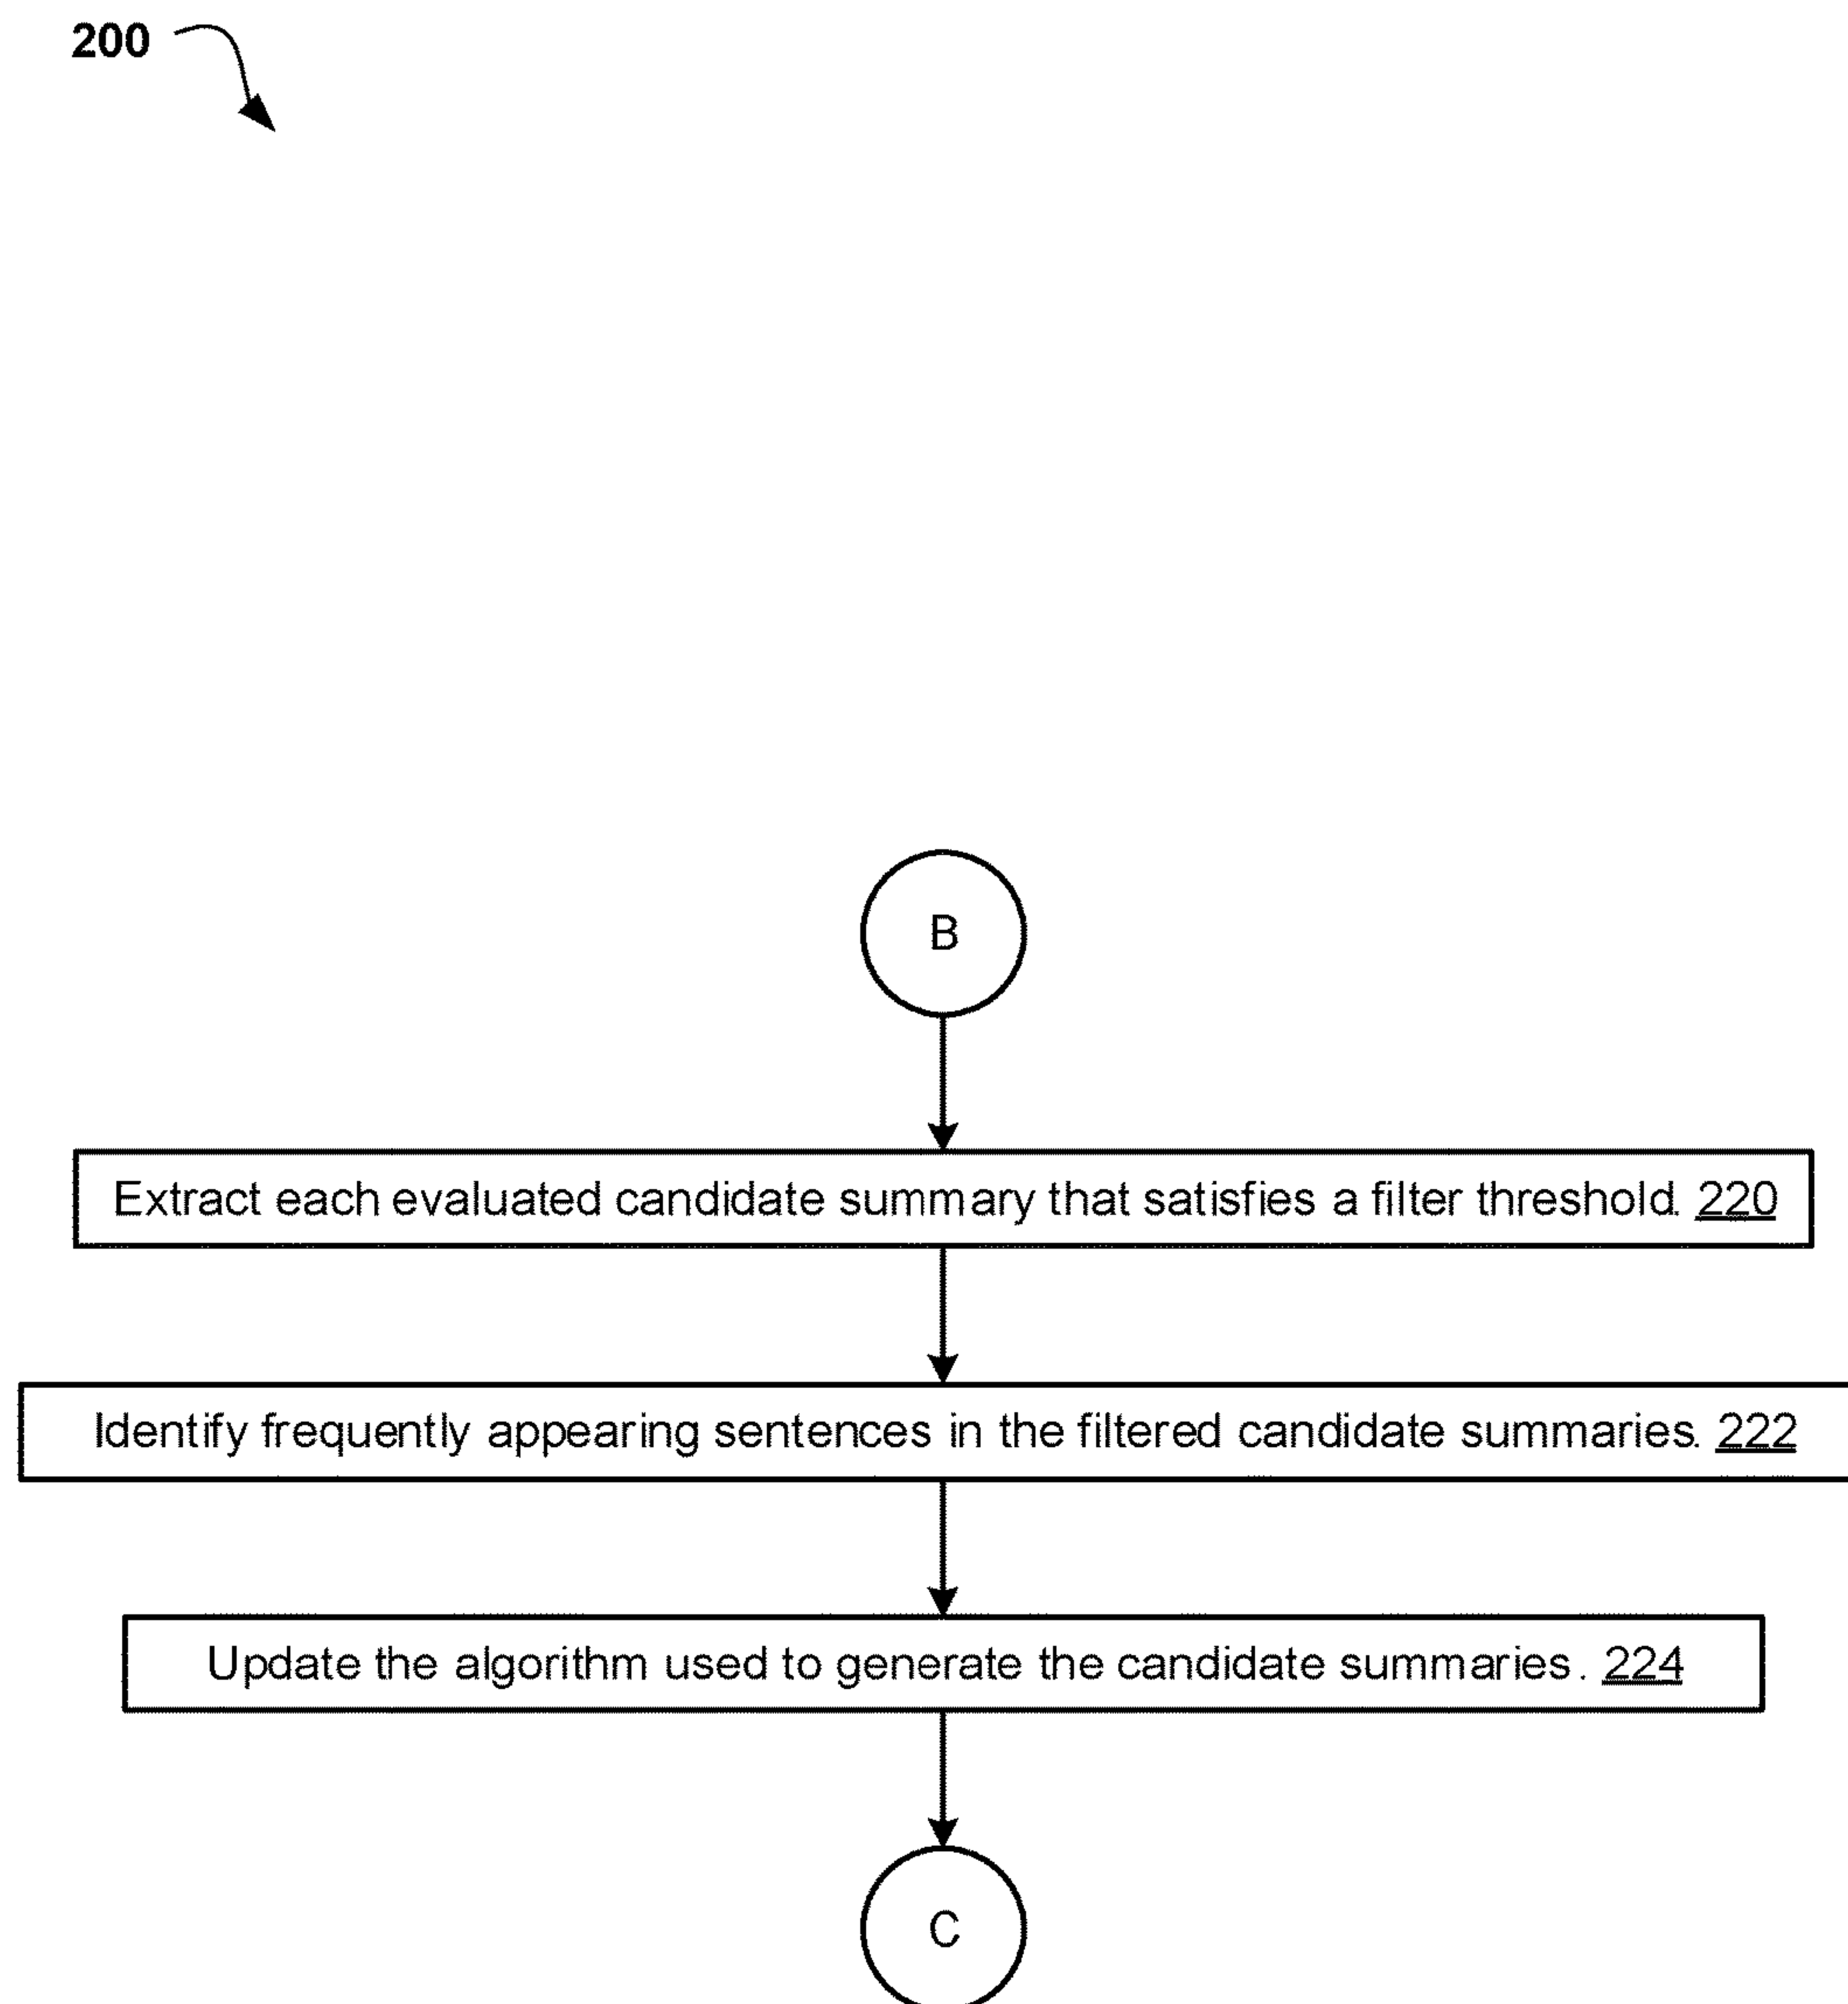 200
B
Extract each evaluated candidate summary that satisfies a filter threshold. 220
Identify frequently appearing sentences in the filtered candidate summaries. 222
Update the algorithm used to generate the candidate summaries. 224
C